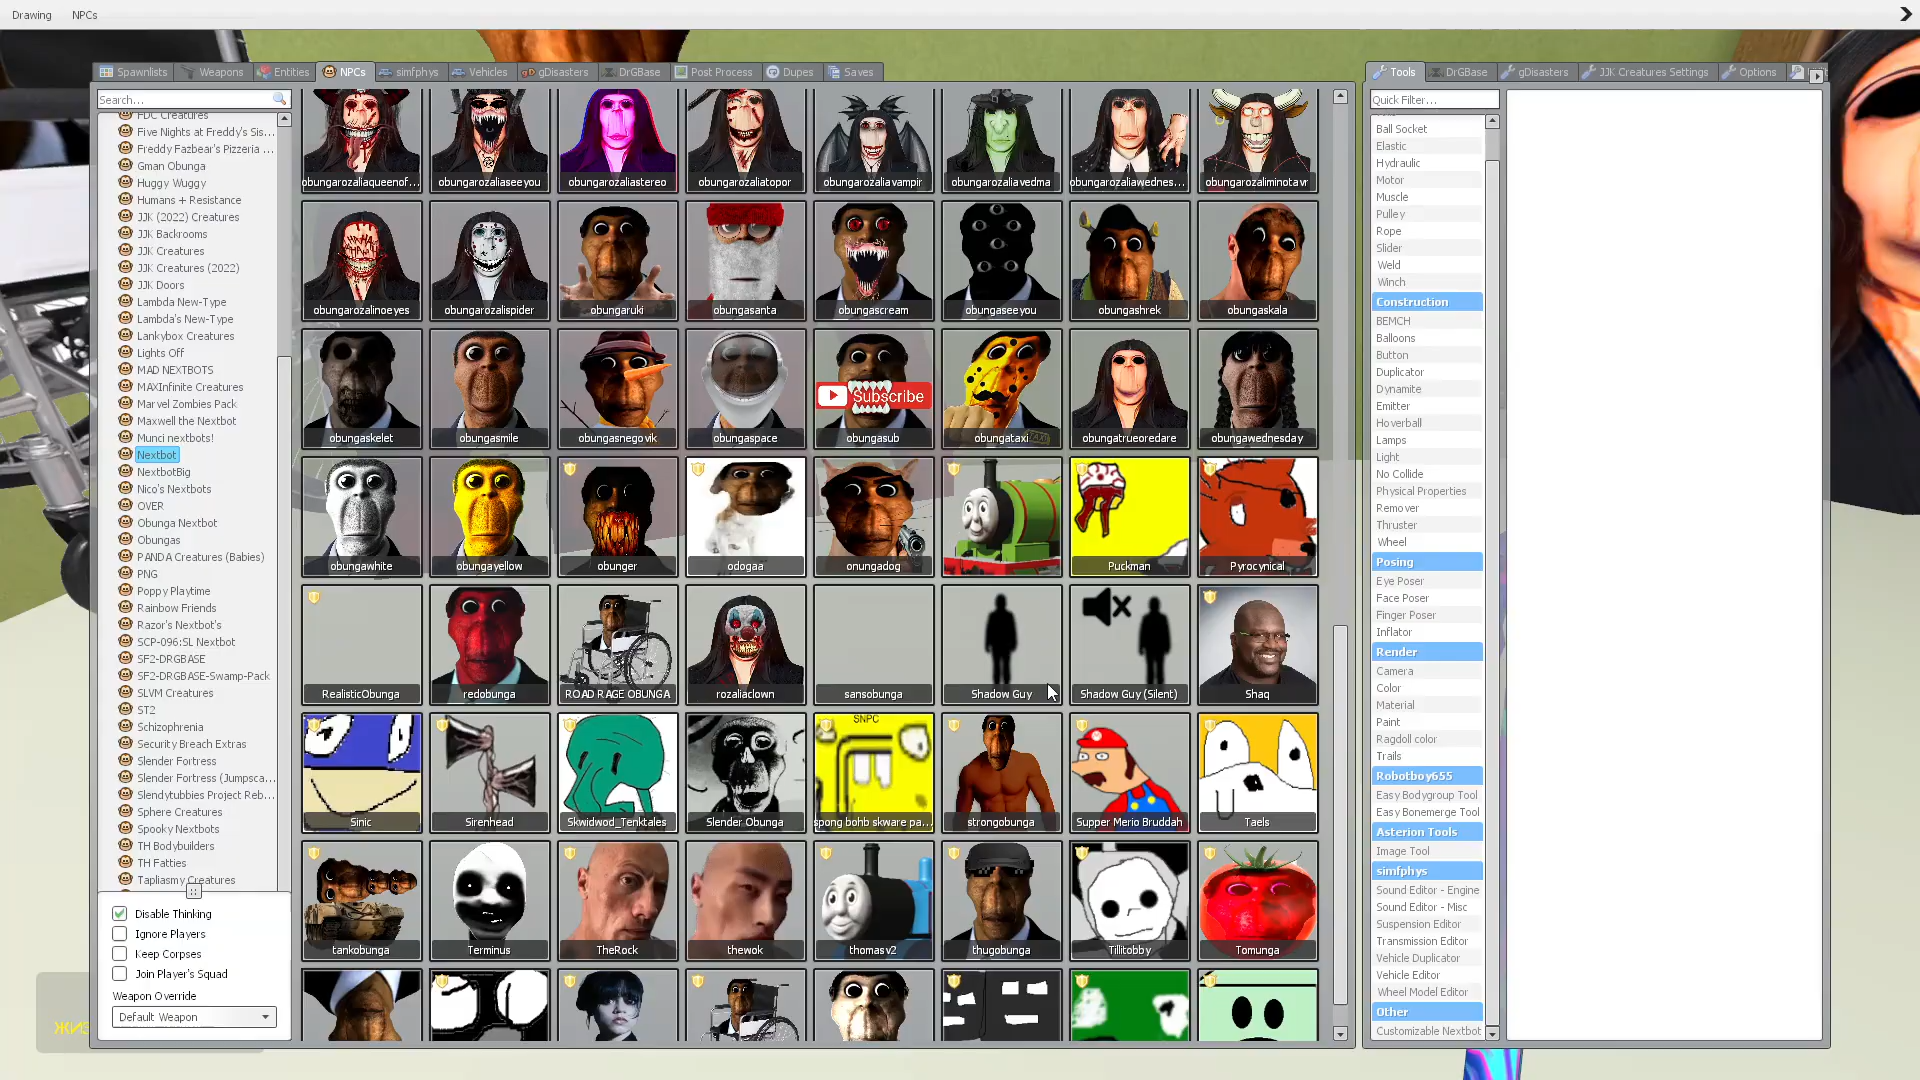 Drawing NPCs
Spawnlists Weapons Entities NPCs simfphys Vehicles gDisasters DrGBase Post Process Dupes Saves
Search...
FDC Creatures
Five Nights at Freddy's Sis...
Freddy Fazbear's Pizzeria ...
Gman Obunga
Huggy Wuggy
Humans + Resistance
JJK (2022) Creatures
JJK Backrooms
JJK Creatures
JJK Creatures (2022)
JJK Doors
Lambda New-Type
Lambda's New-Type
Lankybox Creatures
Lights Off
MAD NEXTBOTS
MAXInfinite Creatures
Marvel Zombies Pack
Maxwell the Nextbot
Munci nextbots!
Nextbot
NextbotBig
Nico's Nextbots
OVER
Obunga Nextbot
Obungas
PANDA Creatures (Babies)
PNG
Poppy Playtime
Rainbow Friends
Razor's Nextbot's
SCP-096:SL Nextbot
SF2-DRGBASE
SF2-DRGBASE-Swamp-Pack
SLVM Creatures
ST2
Schizophrenia
Security Breach Extras
Slender Fortress
Slender Fortress (Jumpsca...
Slendytubbies Project Reb...
Sphere Creatures
Spooky Nextbots
TH Bodybuilders
TH Fatties
Tapliasmy Creatures
Disable Thinking
Ignore Players
Keep Corpses
Join Player's Squad
Weapon Override
Default Weapon
ЖИЗ
obungarozaliaqueenof... obungarozaliaseeyou obungarozaliastereo obungarozaliatopor obungarozaliavampir obungarozaliavedma obungarozaliawednes... obungarozaliminotavr
obungarozalinoeyes obungarozalispider obungaruki obungasanta obungascream obungaseeyou obungashrek obungaskala
Subscribe
obungaskelet obungasmile obungasnegovik obungaspace obungasub obungataxi obungatrueoredare obungawednesday
obungawhite obungayellow obunger odogaa onungadog Puckman Pyrocynical
RealisticObunga redobunga ROAD RAGE OBUNGA rozaliaclown sansobunga Shadow Guy Shadow Guy (Silent) Shaq
SNPC
Sinic Sirenhead Skwidwod_Tenktales Slender Obunga spong bohb skware pa... strongobunga Supper Merio Bruddah Taels
tankobunga Terminus TheRock thewok thomasv2 thugobunga Tillitobby Tomunga
Tools DrGBase gDisasters JJK Creatures Settings Options
Quick Filter...
Ball Socket
Elastic
Hydraulic
Motor
Muscle
Pulley
Rope
Slider
Weld
Winch
Construction
BEMCH
Balloons
Button
Duplicator
Dynamite
Emitter
Hoverball
Lamps
Light
No Collide
Physical Properties
Remover
Thruster
Wheel
Posing
Eye Poser
Face Poser
Finger Poser
Inflator
Render
Camera
Color
Material
Paint
Ragdoll color
Trails
Robotboy655
Easy Bodygroup Tool
Easy Bonemerge Tool
Asterion Tools
Image Tool
simfphys
Sound Editor - Engine
Sound Editor - Misc
Suspension Editor
Transmission Editor
Vehicle Duplicator
Vehicle Editor
Wheel Model Editor
Other
Customizable Nextbot